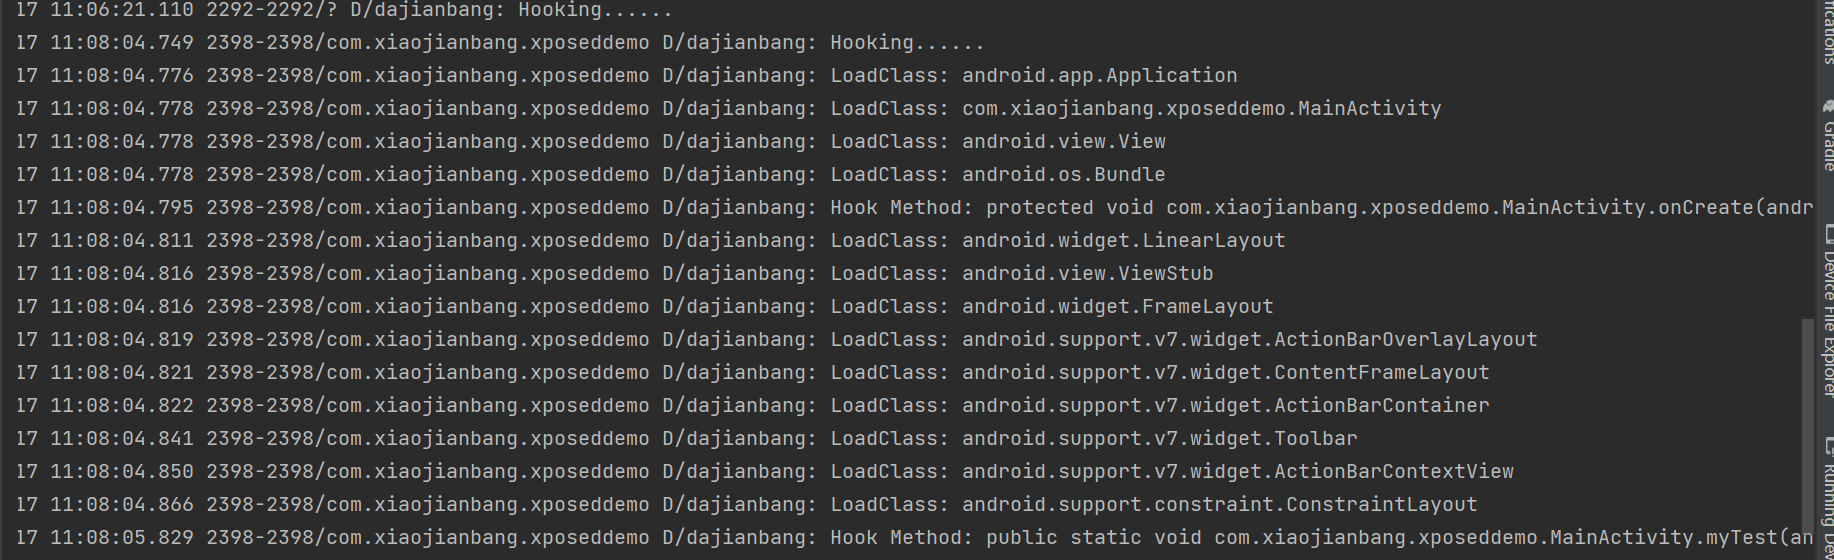 17 11:06:21.110 2292-2292/? D/dajianbang: Hooking......
17 11:08:04.749 2398-2398/com.xiaojianbang.xposeddemo D/dajianbang: Hooking......
17 11:08:04.776 2398-2398/com.xiaojianbang.xposeddemo D/dajianbang: LoadClass: android.app.Application
17 11:08:04.778 2398-2398/com.xiaojianbang.xposeddemo D/dajianbang: LoadClass: com.xiaojianbang.xposeddemo.MainActivity
17 11:08:04.778 2398-2398/com.xiaojianbang.xposeddemo D/dajianbang: LoadClass: android.view.View
17 11:08:04.778 2398-2398/com.xiaojianbang.xposeddemo D/dajianbang: LoadClass: android.os.Bundle
17 11:08:04.795 2398-2398/com.xiaojianbang.xposeddemo D/dajianbang: Hook Method: protected void com.xiaojianbang.xposeddemo.MainActivity.onCreate(andr
17 11:08:04.811 2398-2398/com.xiaojianbang.xposeddemo D/dajianbang: LoadClass: android.widget.LinearLayout
17 11:08:04.816 2398-2398/com.xiaojianbang.xposeddemo D/dajianbang: LoadClass: android.view.ViewStub
17 11:08:04.816 2398-2398/com.xiaojianbang.xposeddemo D/dajianbang: LoadClass: android.widget.FrameLayout
17 11:08:04.819 2398-2398/com.xiaojianbang.xposeddemo D/dajianbang: LoadClass: android.support.v7.widget.ActionBarOverlayLayout
17 11:08:04.821 2398-2398/com.xiaojianbang.xposeddemo D/dajianbang: LoadClass: android.support.v7.widget.ContentFrameLayout
17 11:08:04.822 2398-2398/com.xiaojianbang.xposeddemo D/dajianbang: LoadClass: android.support.v7.widget.ActionBarContainer
17 11:08:04.841 2398-2398/com.xiaojianbang.xposeddemo D/dajianbang: LoadClass: android.support.v7.widget.Toolbar
17 11:08:04.850 2398-2398/com.xiaojianbang.xposeddemo D/dajianbang: LoadClass: android.support.v7.widget.ActionBarContextView
17 11:08:04.866 2398-2398/com.xiaojianbang.xposeddemo D/dajianbang: LoadClass: android.support.constraint.ConstraintLayout
17 11:08:05.829 2398-2398/com.xiaojianbang.xposeddemo D/dajianbang: Hook Method: public static void com.xiaojianbang.xposeddemo.MainActivity.myTest(an
ications
Gradle
Device File Explorer
Running Dev